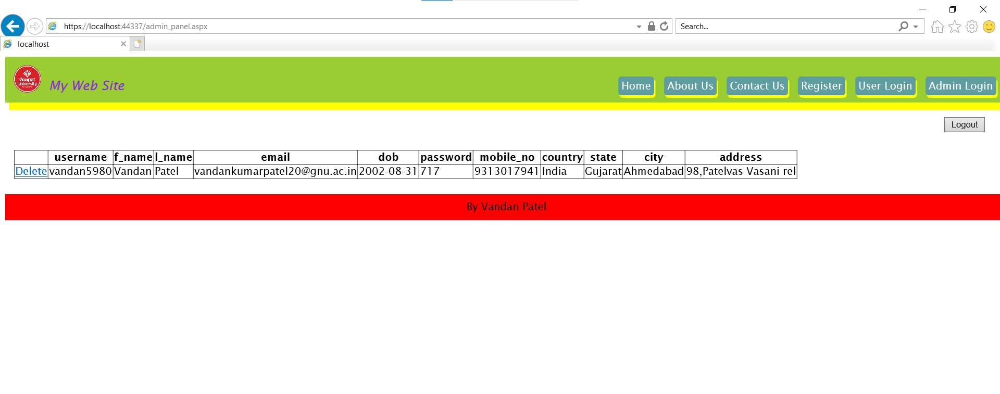 https://localhost:44337/admin_panel.aspx
Search...
localhost
Ganpat
University
My Web Site
Home
About Us
Contact Us
Register
User Login
Admin Login
Logout
username f_name l_name email dob password mobile_no country state city address
Delete vandan5980 Vandan Patel vandankumarpatel20@gnu.ac.in 2002-08-31 717 9313017941 India Gujarat Ahmedabad 98,Patelvas Vasani rel
By Vandan Patel